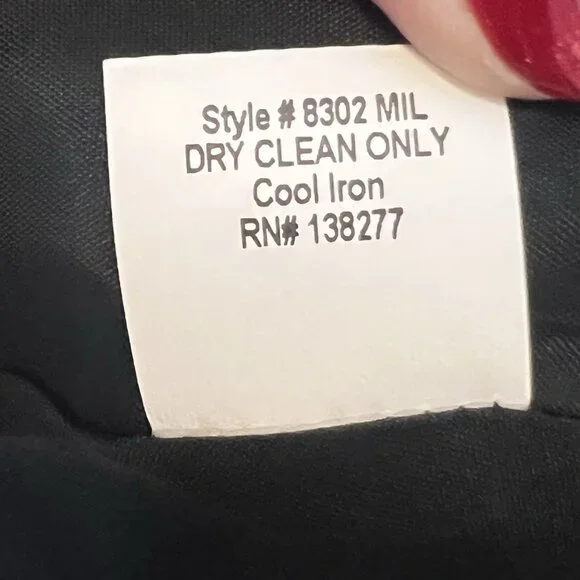 Style # 8302 MIL
DRY CLEAN ONLY
Cool Iron
RN# 138277